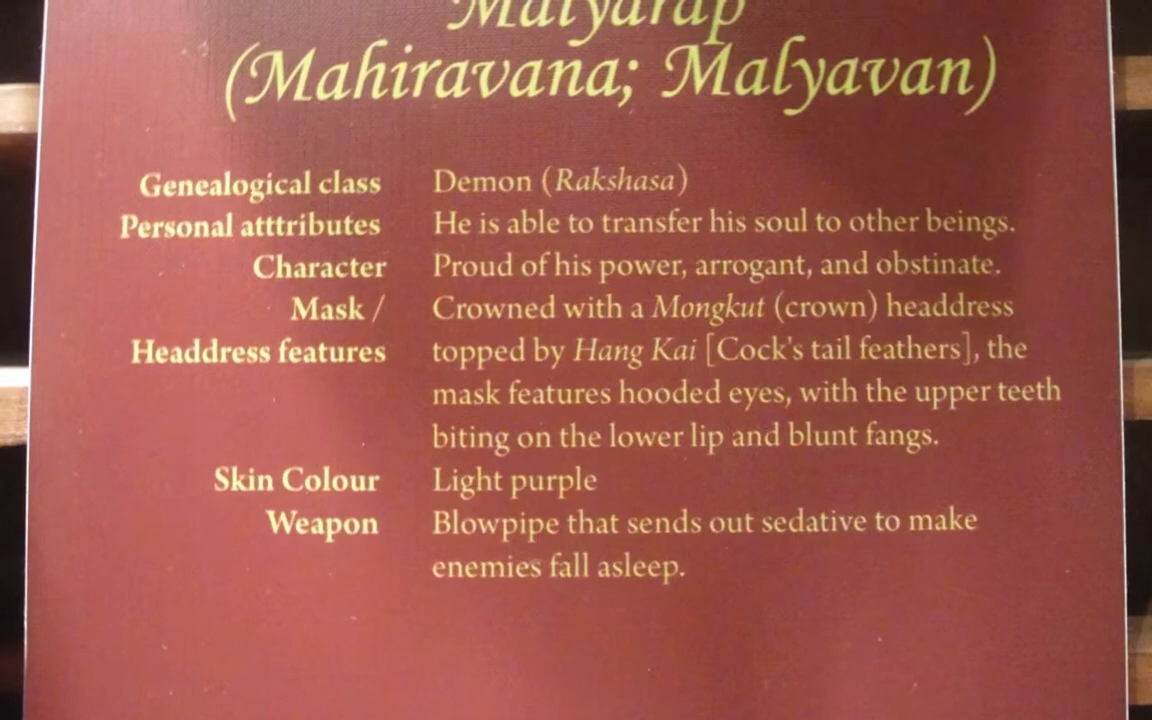 (Mahiravana; Malyavan)
Genealogical class Demon (Rakshasa)
Personal atttributes He is able to transfer his soul to other beings.
Character Proud of his power, arrogant, and obstinate.
Mask / Crowned with a Mongkut (crown) headdress
Headdress features topped by Hang Kai [Cock's tail feathers], the
mask features hooded eyes, with the upper teeth
biting on the lower lip and blunt fangs.
Skin Colour Light purple
Weapon Blowpipe that sends out sedative to make
enemies fall asleep.